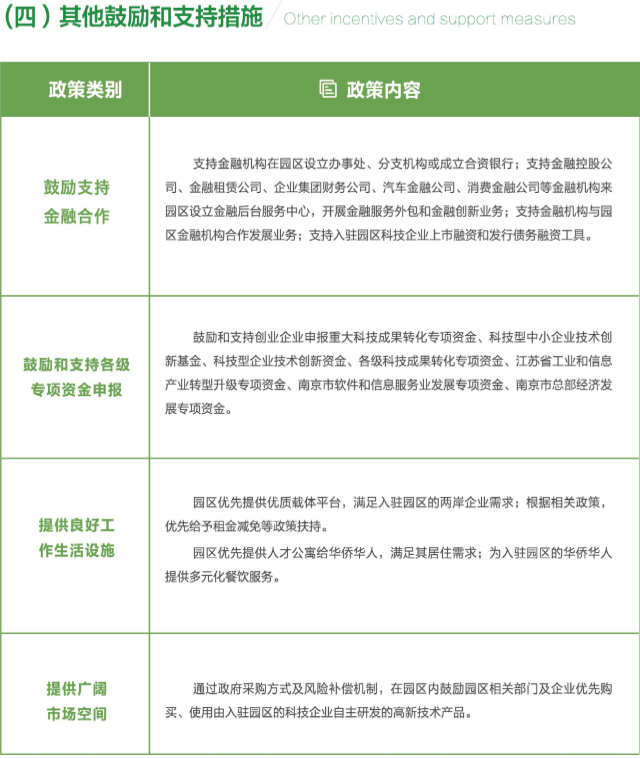 （四）其他鼓励和支持措施 Other incentives and support measures
政策类别
政策内容
鼓励支持
金融合作
支持金融机构在园区设立办事处、分支机构或成立合资银行；支持金融控股公
司、金融租赁公司、企业集团财务公司、汽车金融公司、消费金融公司等金融机构来
园区设立金融后台服务中心，开展金融服务外包和金融创新业务；支持金融机构与园
区金融机构合作发展业务；支持入驻园区科技企业上市融资和发行债务融资工具。
鼓励和支持各级
专项资金申报
鼓励和支持创业企业申报重大科技成果转化专项资金、科技型中小企业技术创
新基金、科技型企业技术创新资金、各级科技成果转化专项资金、江苏省工业和信息
产业转型升级专项资金、南京市软件和信息服务业发展专项资金、南京市总部经济发
展专项资金。
提供良好工
作生活设施
园区优先提供优质载体平台，满足入驻园区的两岸企业需求；根据相关政策，
优先给予租金减免等政策扶持。
园区优先提供人才公寓给华侨华人，满足其居住需求；为入驻园区的华侨华人
提供多元化餐饮服务。
提供广阔
市场空间
通过政府采购方式及风险补偿机制，在园区内鼓励园区相关部门及企业优先购
买、使用由入驻园区的科技企业自主研发的高新技术产品。